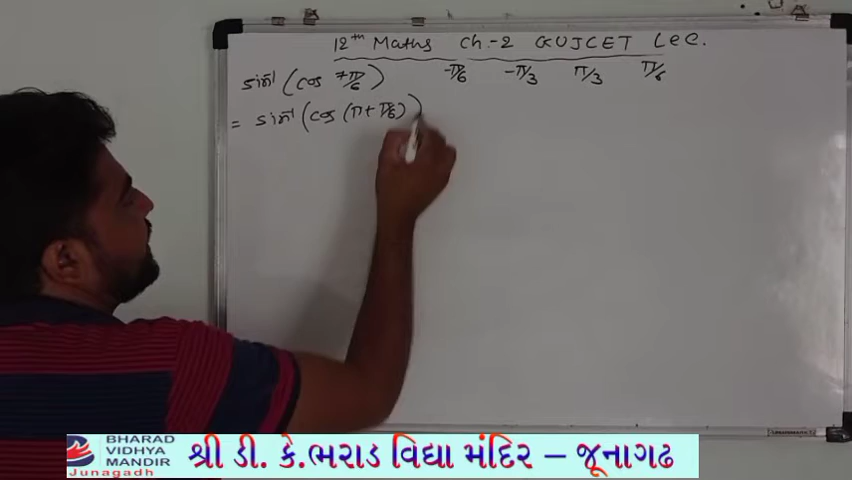 12th Maths Ch.-2 GUJCET Lec.
sin⁻¹(cos 7π/6) -π/6 -π/3 π/3 π/6
= sin⁻¹(cos (π+π/6))
BHARAD
VIDHYA
MANDIR
Junagadh
શ્રી ડી. કે.ભરાડ વિદ્યા મંદિર – જૂનાગઢ